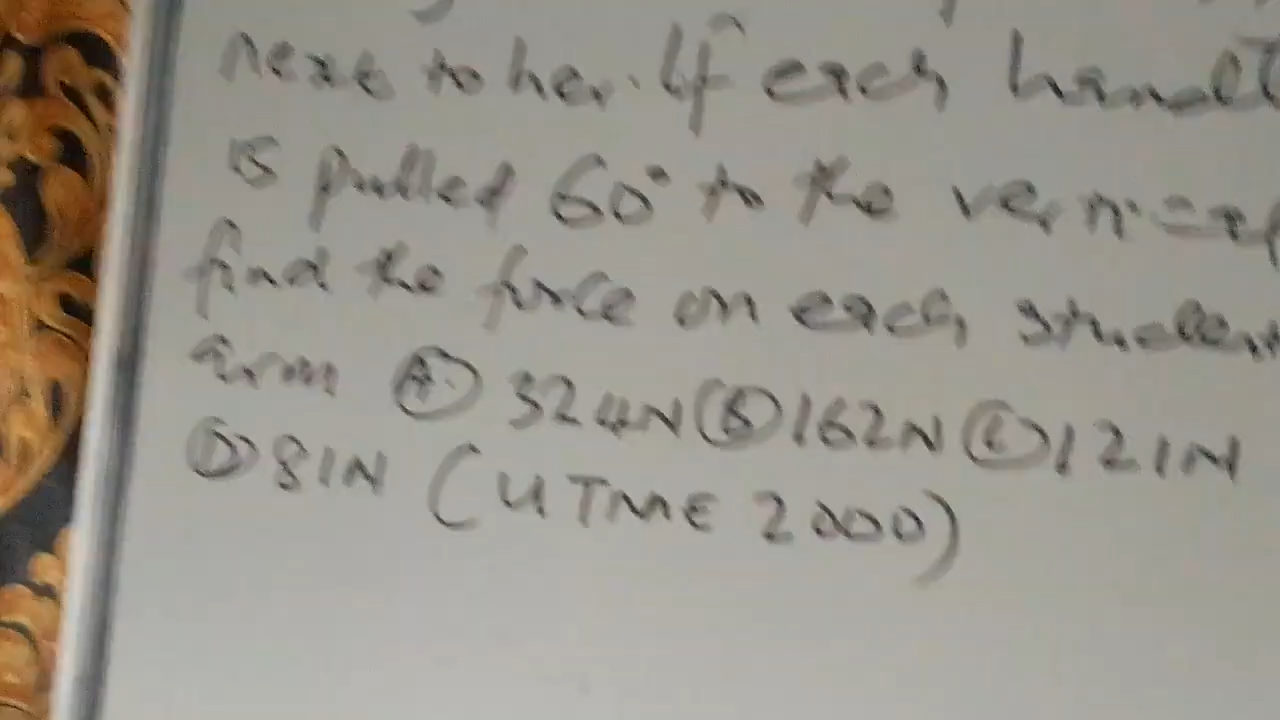 next to her. If each handle
is pulled 60° to the vertical
find the force on each student
arm (A) 324N (B) 162N (C) 121N
(D) 81N (UTME 2000)